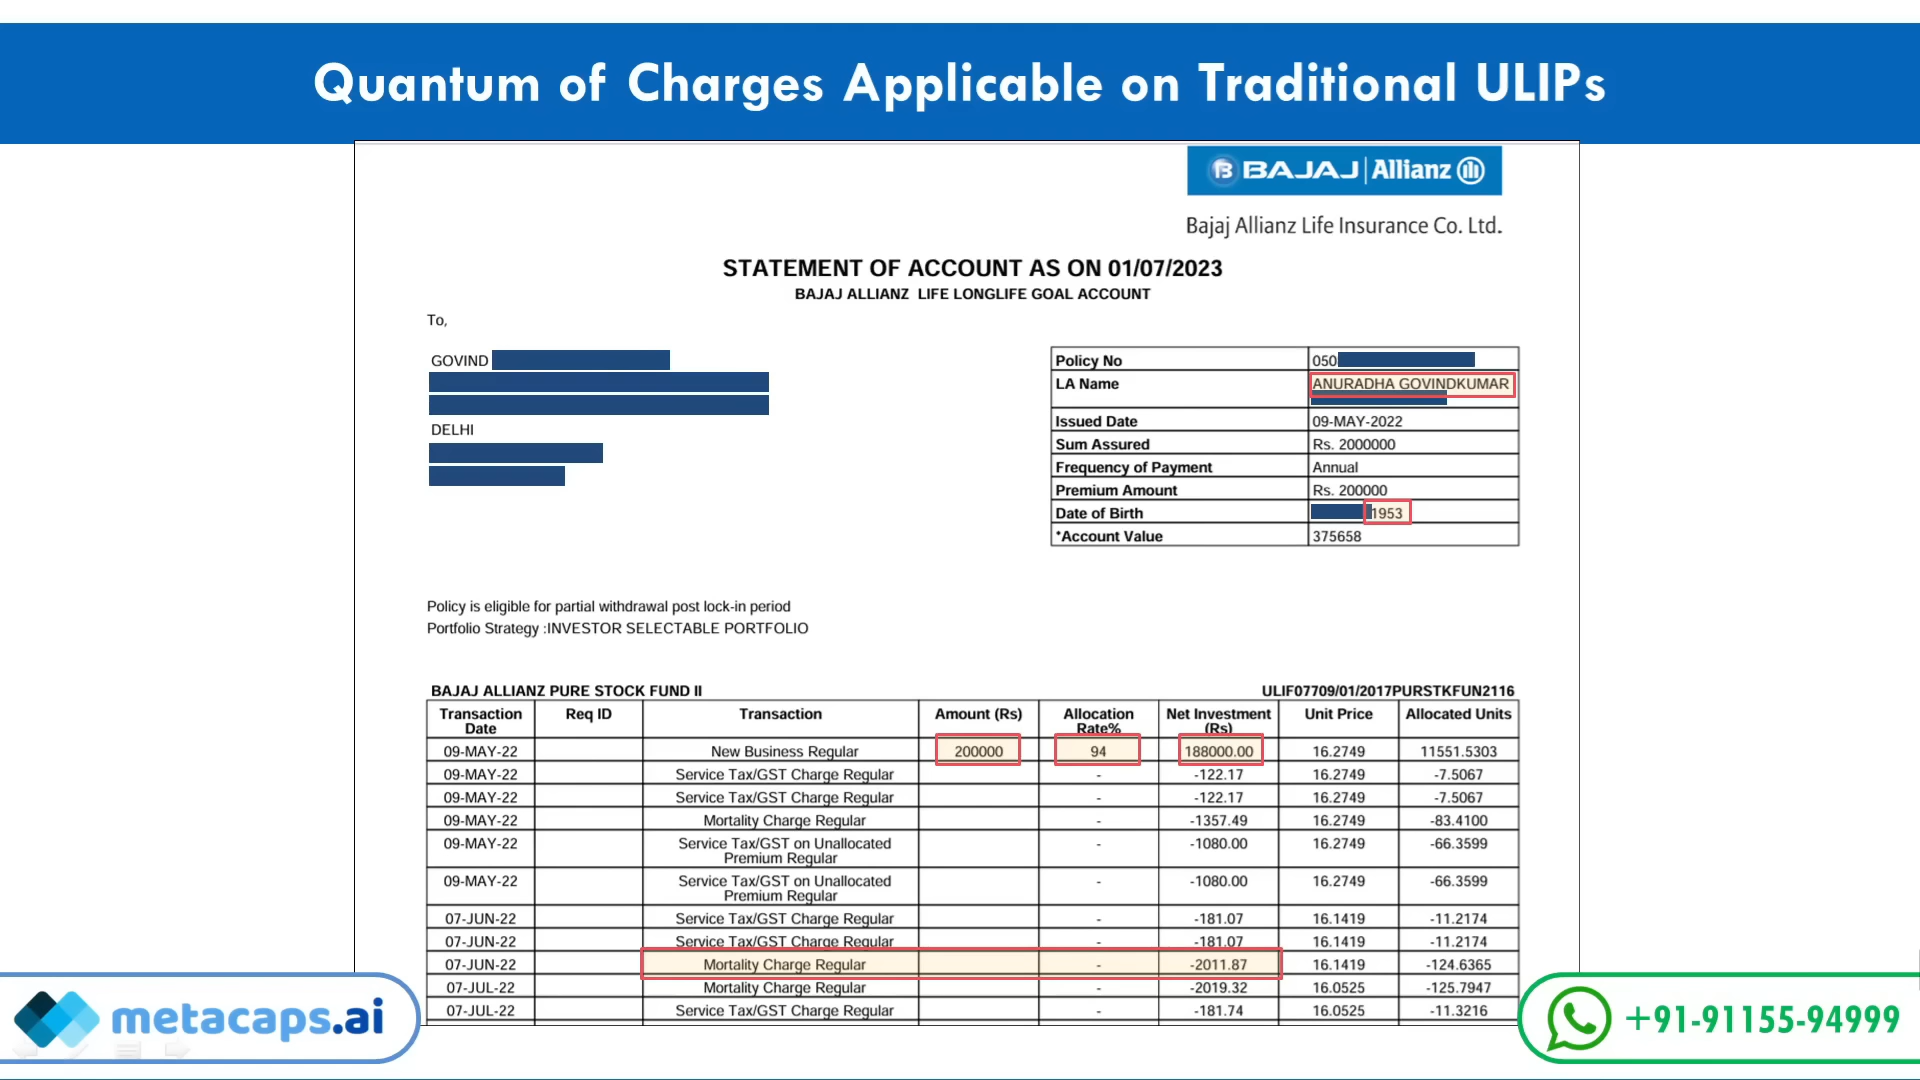 Quantum of Charges Applicable on Traditional ULIPs
BAJAJ | Allianz
Bajaj Allianz Life Insurance Co. Ltd.
STATEMENT OF ACCOUNT AS ON 01/07/2023
BAJAJ ALLIANZ LIFE LONGLIFE GOAL ACCOUNT
To,
GOVIND
DELHI
Policy No 050
LA Name ANURADHA GOVINDKUMAR
Issued Date 09-MAY-2022
Sum Assured Rs. 2000000
Frequency of Payment Annual
Premium Amount Rs. 200000
Date of Birth 1953
*Account Value 375658
Policy is eligible for partial withdrawal post lock-in period
Portfolio Strategy :INVESTOR SELECTABLE PORTFOLIO
BAJAJ ALLIANZ PURE STOCK FUND II ULIF07709/01/2017PURSTKFUN2116
Transaction Date Req ID Transaction Amount (Rs) Allocation Rate% Net Investment (Rs) Unit Price Allocated Units
09-MAY-22 New Business Regular 200000 94 188000.00 16.2749 11551.5303
09-MAY-22 Service Tax/GST Charge Regular - -122.17 16.2749 -7.5067
09-MAY-22 Service Tax/GST Charge Regular - -122.17 16.2749 -7.5067
09-MAY-22 Mortality Charge Regular - -1357.49 16.2749 -83.4100
09-MAY-22 Service Tax/GST on Unallocated Premium Regular - -1080.00 16.2749 -66.3599
09-MAY-22 Service Tax/GST on Unallocated Premium Regular - -1080.00 16.2749 -66.3599
07-JUN-22 Service Tax/GST Charge Regular - -181.07 16.1419 -11.2174
07-JUN-22 Service Tax/GST Charge Regular - -181.07 16.1419 -11.2174
07-JUN-22 Mortality Charge Regular - -2011.87 16.1419 -124.6365
07-JUL-22 Mortality Charge Regular - -2019.32 16.0525 -125.7947
07-JUL-22 Service Tax/GST Charge Regular - -181.74 16.0525 -11.3216
metacaps.ai
+91-91155-94999